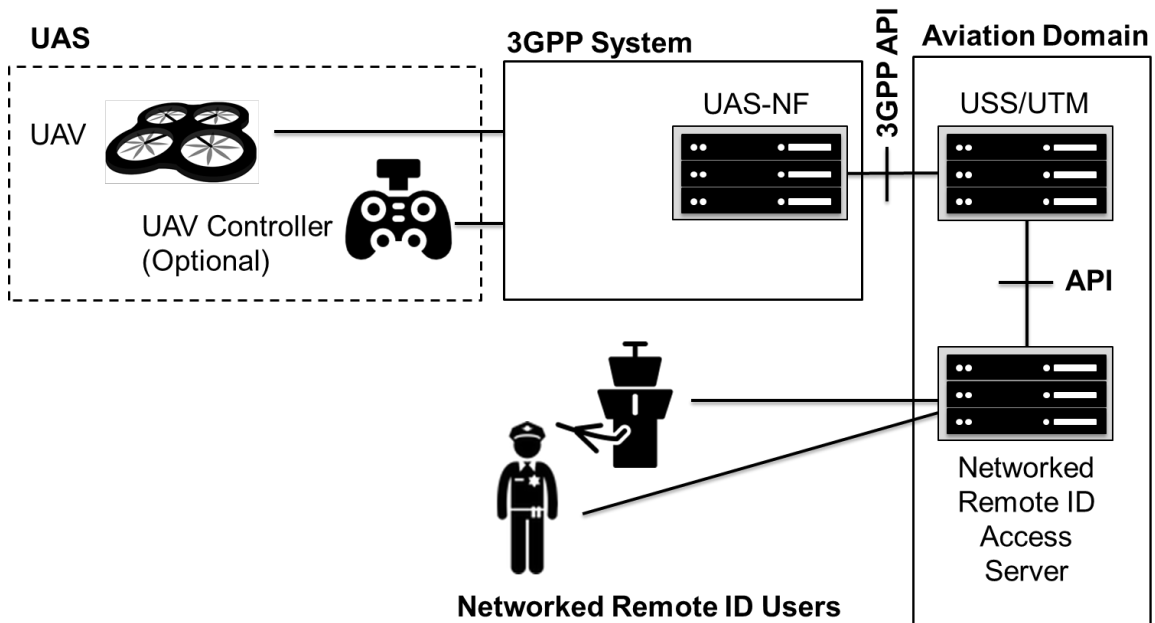 UAS
3GPP System
3GPP API
Aviation Domain
UAV
UAS-NF
USS/UTM
UAV Controller
(Optional)
API
Networked
Remote ID
Access
Server
Networked Remote ID Users